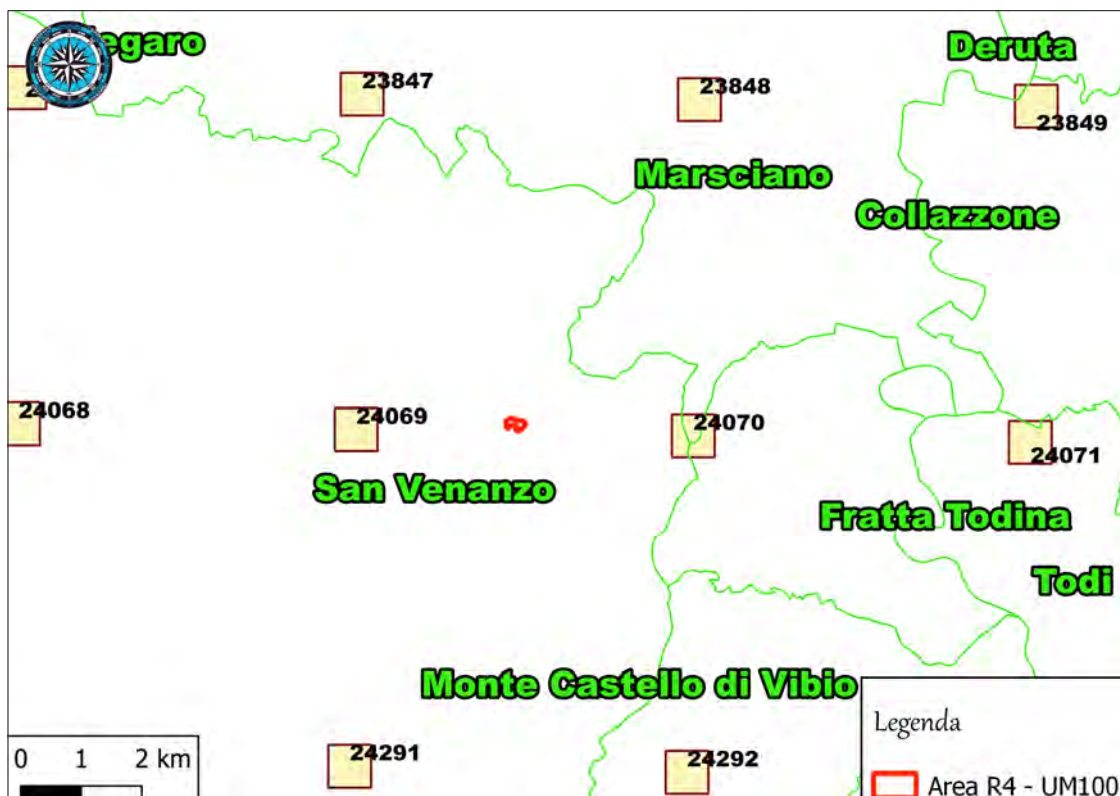 egaro
Deruta
23847
23848
23849
Marsciano
Collazzone
24068
24069
24070
24071
San Venanzo
Fratta Todina
Todi
Monte Castello di Vibio
Legenda
0 1 2 km
24291
24292
Area R4 - UM100